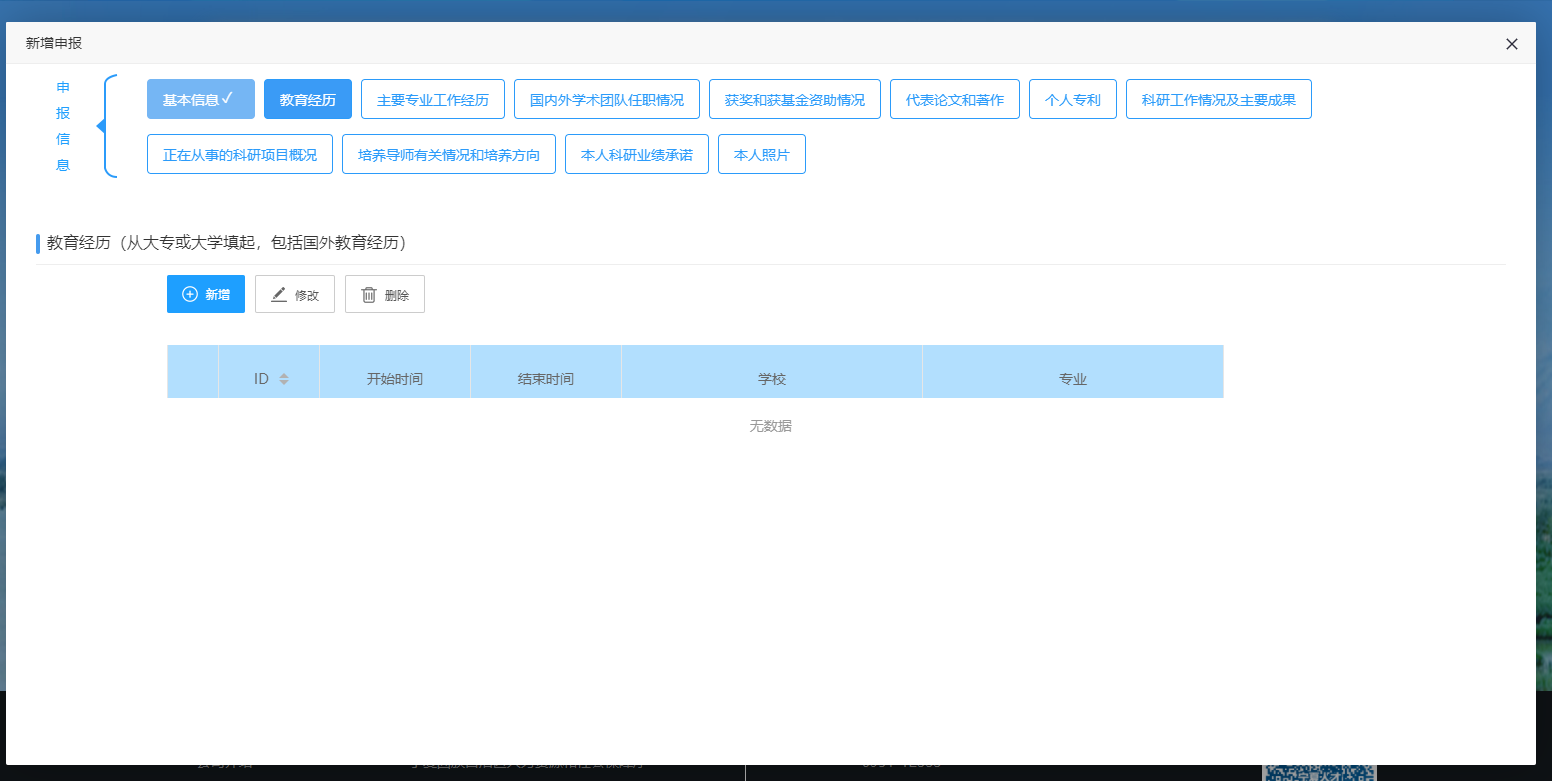 新增申报
申报信息
基本信息✓ 教育经历 主要专业工作经历 国内外学术团队任职情况 获奖和获基金资助情况 代表论文和著作 个人专利 科研工作情况及主要成果
正在从事的科研项目概况 培养导师有关情况和培养方向 本人科研业绩承诺 本人照片
教育经历（从大专或大学填起，包括国外教育经历）
新增 修改 删除
ID 开始时间 结束时间 学校 专业
无数据